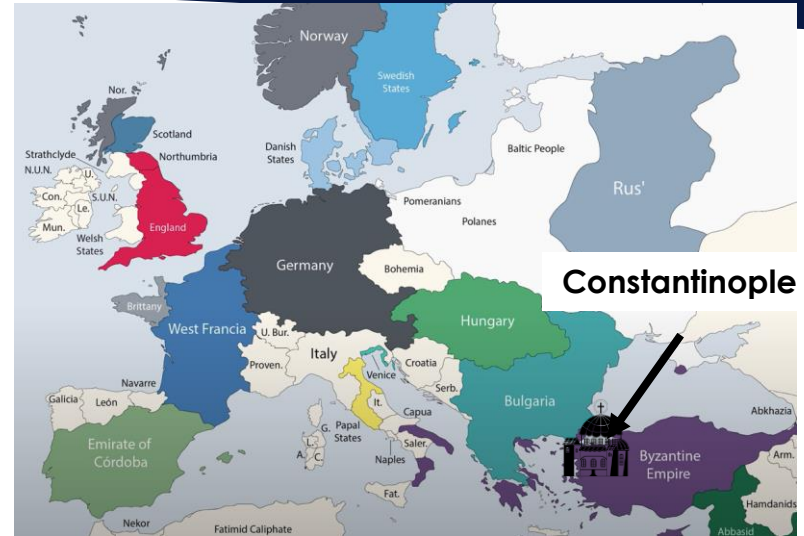 Norway
Swedish
States
Nor.
Scotland
Strathclyde
Northumbria
N.U.N.
U.
Danish
States
Baltic People
Con.
S.U.N.
Le.
Mun.
Welsh
States
England
Pomeranians
Polanes
Rus'
Germany
Bohemia
Constantinople
Brittany
West Francia
U. Bur.
Hungary
Italy
Croatia
Proven.
Venice
Serb.
Navarre
Galicia
León
It.
Bulgaria
Abkhazia
G.
Papal
States
Capua
L.
Saler.
Emirate of
Córdoba
A.
C.
Naples
Byzantine
Empire
Arm.
Fat.
Hamdanids
Nekor
Fatimid Caliphate
Abbasid